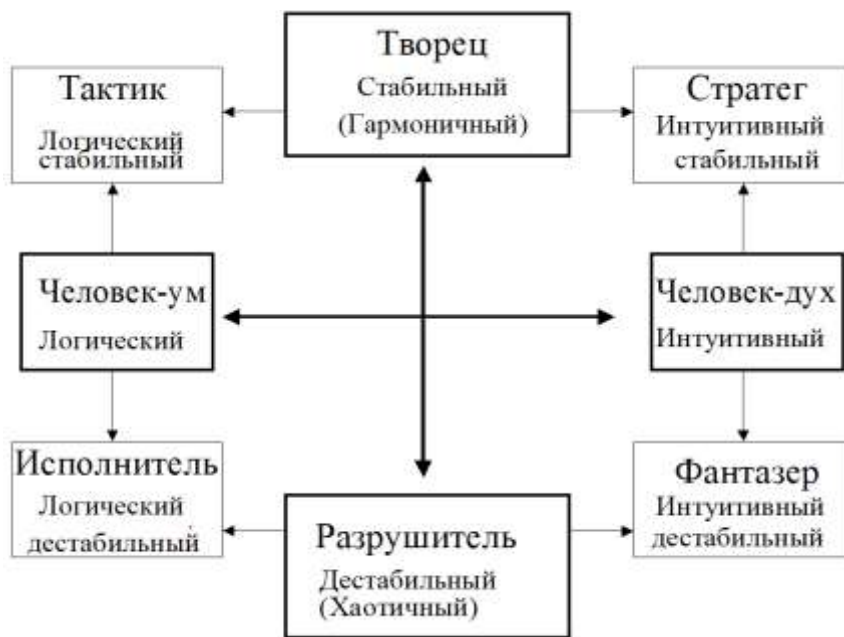 Творец
Стабильный
(Гармоничный)
Тактик
Логический
стабильный
Стратег
Интуитивный
стабильный
Человек-ум
Логический
Человек-дух
Интуитивный
Исполнитель
Логический
дестабильный
Фантазер
Интуитивный
дестабильный
Разрушитель
Дестабильный
(Хаотичный)